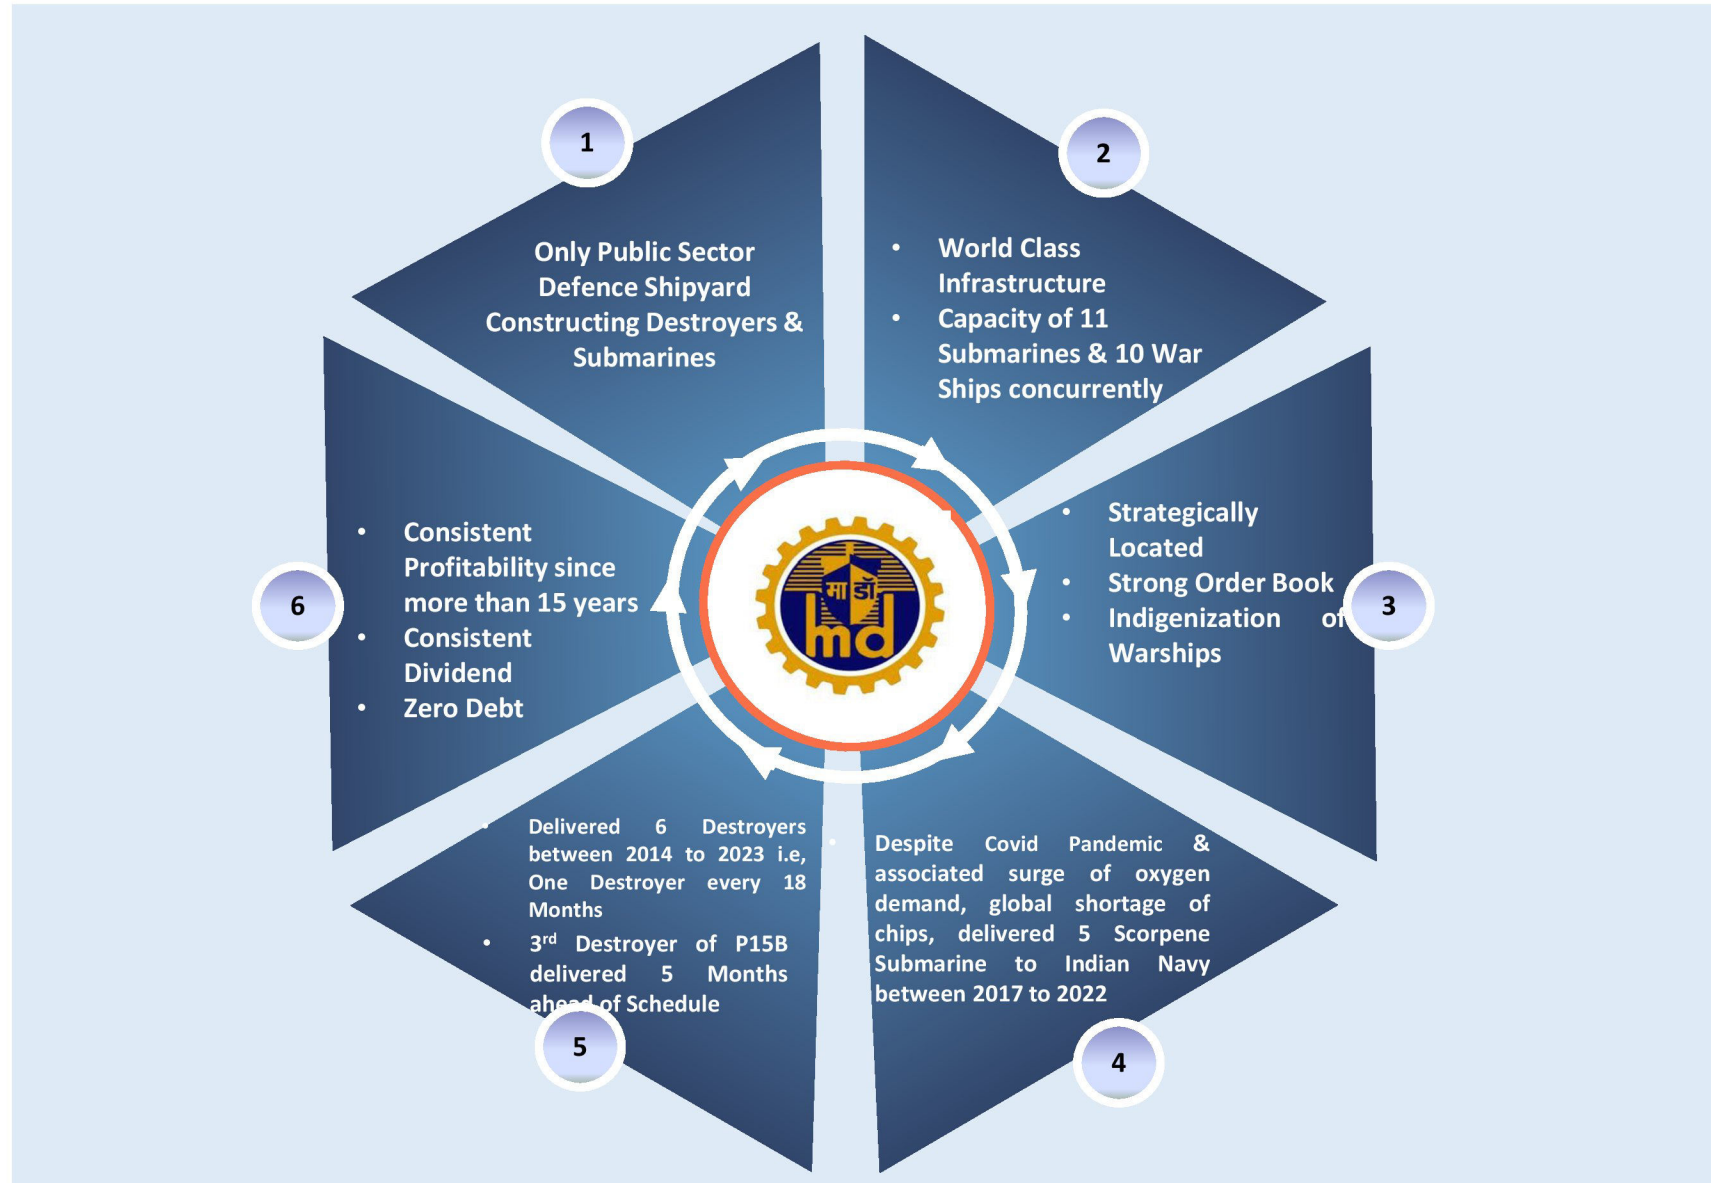 1
Only Public Sector
Defence Shipyard
Constructing Destroyers &
Submarines
2
• World Class
Infrastructure
• Capacity of 11
Submarines & 10 War
Ships concurrently
3
• Strategically
Located
• Strong Order Book
• Indigenization of
Warships
4
• Despite Covid Pandemic &
associated surge of oxygen
demand, global shortage of
chips, delivered 5 Scorpene
Submarine to Indian Navy
between 2017 to 2022
5
• Delivered 6 Destroyers
between 2014 to 2023 i.e,
One Destroyer every 18
Months
• 3rd Destroyer of P15B
delivered 5 Months
ahead of Schedule
6
• Consistent
Profitability since
more than 15 years
• Consistent
Dividend
• Zero Debt
मा डॉ
md